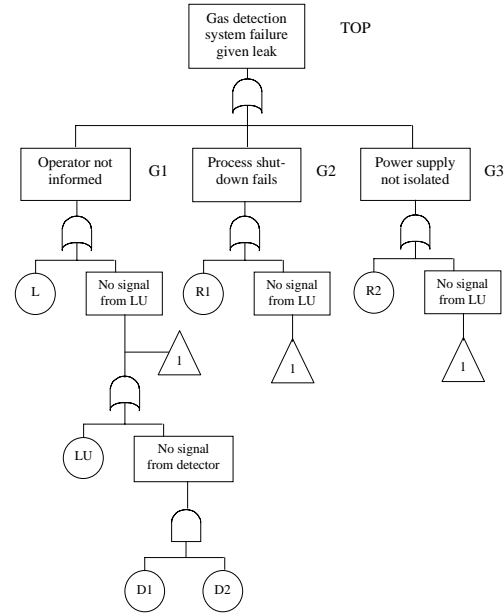 Gas detection
system failure
given leak
TOP
Operator not
informed
G1
Process shut-
down fails
G2
Power supply
not isolated
G3
L
No signal
from LU
R1
No signal
from LU
R2
No signal
from LU
1
1
1
LU
No signal
from detector
D1
D2